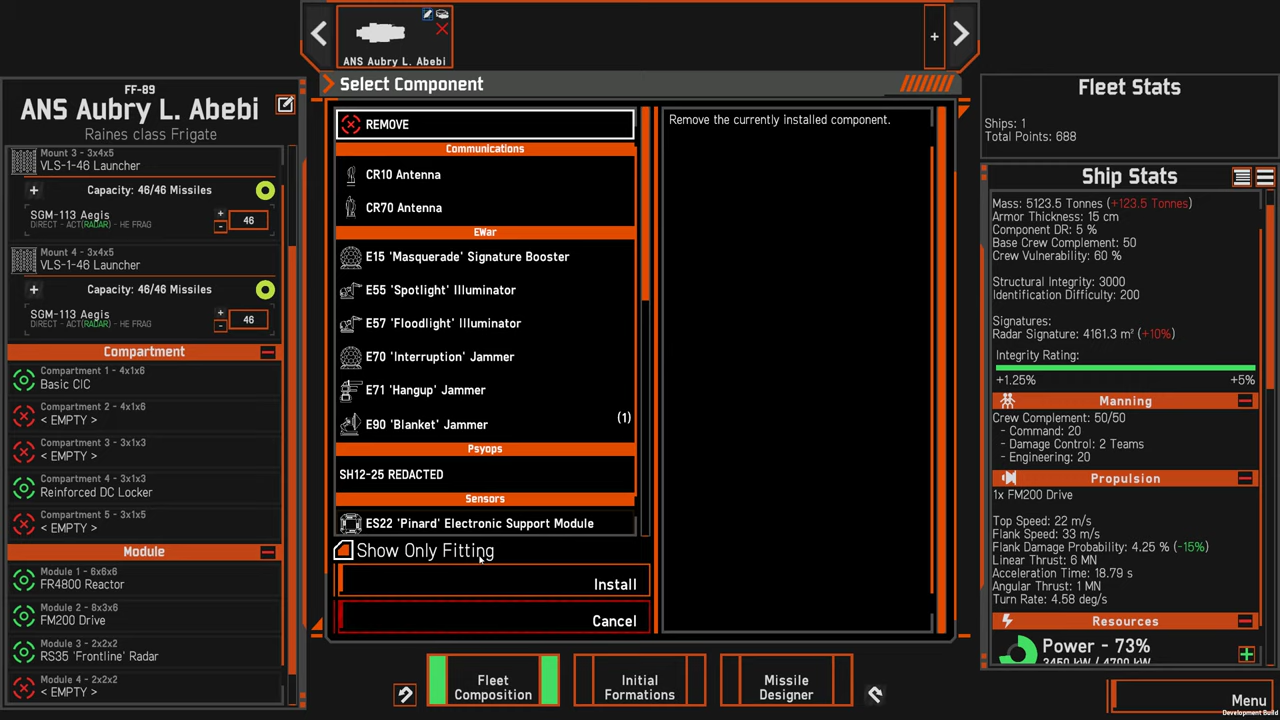 ANS Aubry L. Abebi
+
FF-89
ANS Aubry L. Abebi
Raines class Frigate
Mount 3 - 3x4x5
VLS-1-46 Launcher
+ Capacity: 46/46 Missiles
SGM-113 Aegis
DIRECT - ACT(RADAR) - HE FRAG
+
-
46
Mount 4 - 3x4x5
VLS-1-46 Launcher
+ Capacity: 46/46 Missiles
SGM-113 Aegis
DIRECT - ACT(RADAR) - HE FRAG
+
-
46
Compartment
Compartment 1 - 4x1x6
Basic CIC
Compartment 2 - 4x1x6
< EMPTY >
Compartment 3 - 3x1x3
< EMPTY >
Compartment 4 - 3x1x3
Reinforced DC Locker
Compartment 5 - 3x1x5
< EMPTY >
Module
Module 1 - 6x6x6
FR4800 Reactor
Module 2 - 8x3x6
FM200 Drive
Module 3 - 2x2x2
RS35 'Frontline' Radar
Module 4 - 2x2x2
< EMPTY >
Select Component
REMOVE
Communications
CR10 Antenna
CR70 Antenna
EWar
E15 'Masquerade' Signature Booster
E55 'Spotlight' Illuminator
E57 'Floodlight' Illuminator
E70 'Interruption' Jammer
E71 'Hangup' Jammer
E90 'Blanket' Jammer (1)
Psyops
SH12-25 REDACTED
Sensors
ES22 'Pinard' Electronic Support Module
Show Only Fitting
Install
Cancel
Remove the currently installed component.
Fleet Composition
Initial Formations
Missile Designer
Fleet Stats
Ships: 1
Total Points: 688
Ship Stats
Mass: 5123.5 Tonnes (+123.5 Tonnes)
Armor Thickness: 15 cm
Component DR: 5 %
Base Crew Complement: 50
Crew Vulnerability: 60 %
Structural Integrity: 3000
Identification Difficulty: 200
Signatures:
Radar Signature: 4161.3 m² (+10%)
Integrity Rating:
+1.25% +5%
Manning
Crew Complement: 50/50
- Command: 20
- Damage Control: 2 Teams
- Engineering: 20
Propulsion
1x FM200 Drive
Top Speed: 22 m/s
Flank Speed: 33 m/s
Flank Damage Probability: 4.25 % (-15%)
Linear Thrust: 6 MN
Acceleration Time: 18.79 s
Angular Thrust: 1 MN
Turn Rate: 4.58 deg/s
Resources
Power - 73%
3450 kW / 4700 kW
+
Menu
Development Build